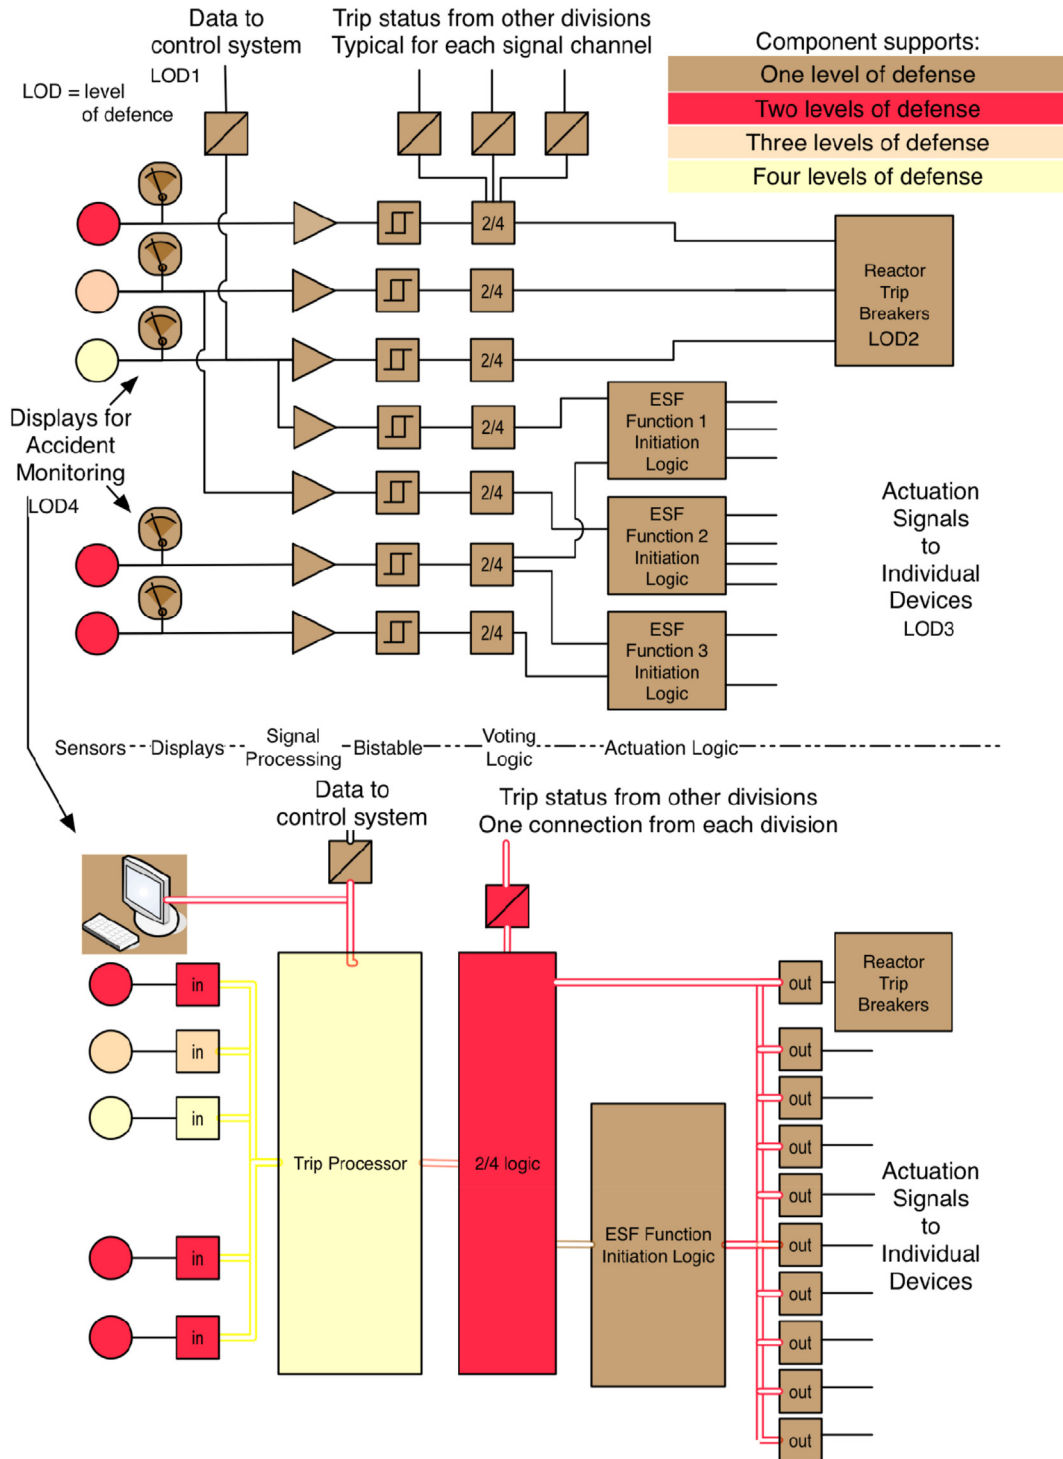 Data to
control system
LOD1
Trip status from other divisions
Typical for each signal channel
LOD = level
of defence
Component supports:
One level of defense
Two levels of defense
Three levels of defense
Four levels of defense
2/4
2/4
2/4
2/4
2/4
2/4
2/4
Reactor
Trip
Breakers
LOD2
Displays for
Accident
Monitoring
LOD4
ESF
Function 1
Initiation
Logic
ESF
Function 2
Initiation
Logic
ESF
Function 3
Initiation
Logic
Actuation
Signals
to
Individual
Devices
LOD3
Sensors
Displays
Signal
Processing
Bistable
Voting
Logic
Actuation Logic
Data to
control system
Trip status from other divisions
One connection from each division
in
in
in
in
in
Trip Processor
2/4 logic
ESF Function
Initiation Logic
out
out
out
out
out
out
out
out
out
out
Reactor
Trip
Breakers
Actuation
Signals
to
Individual
Devices